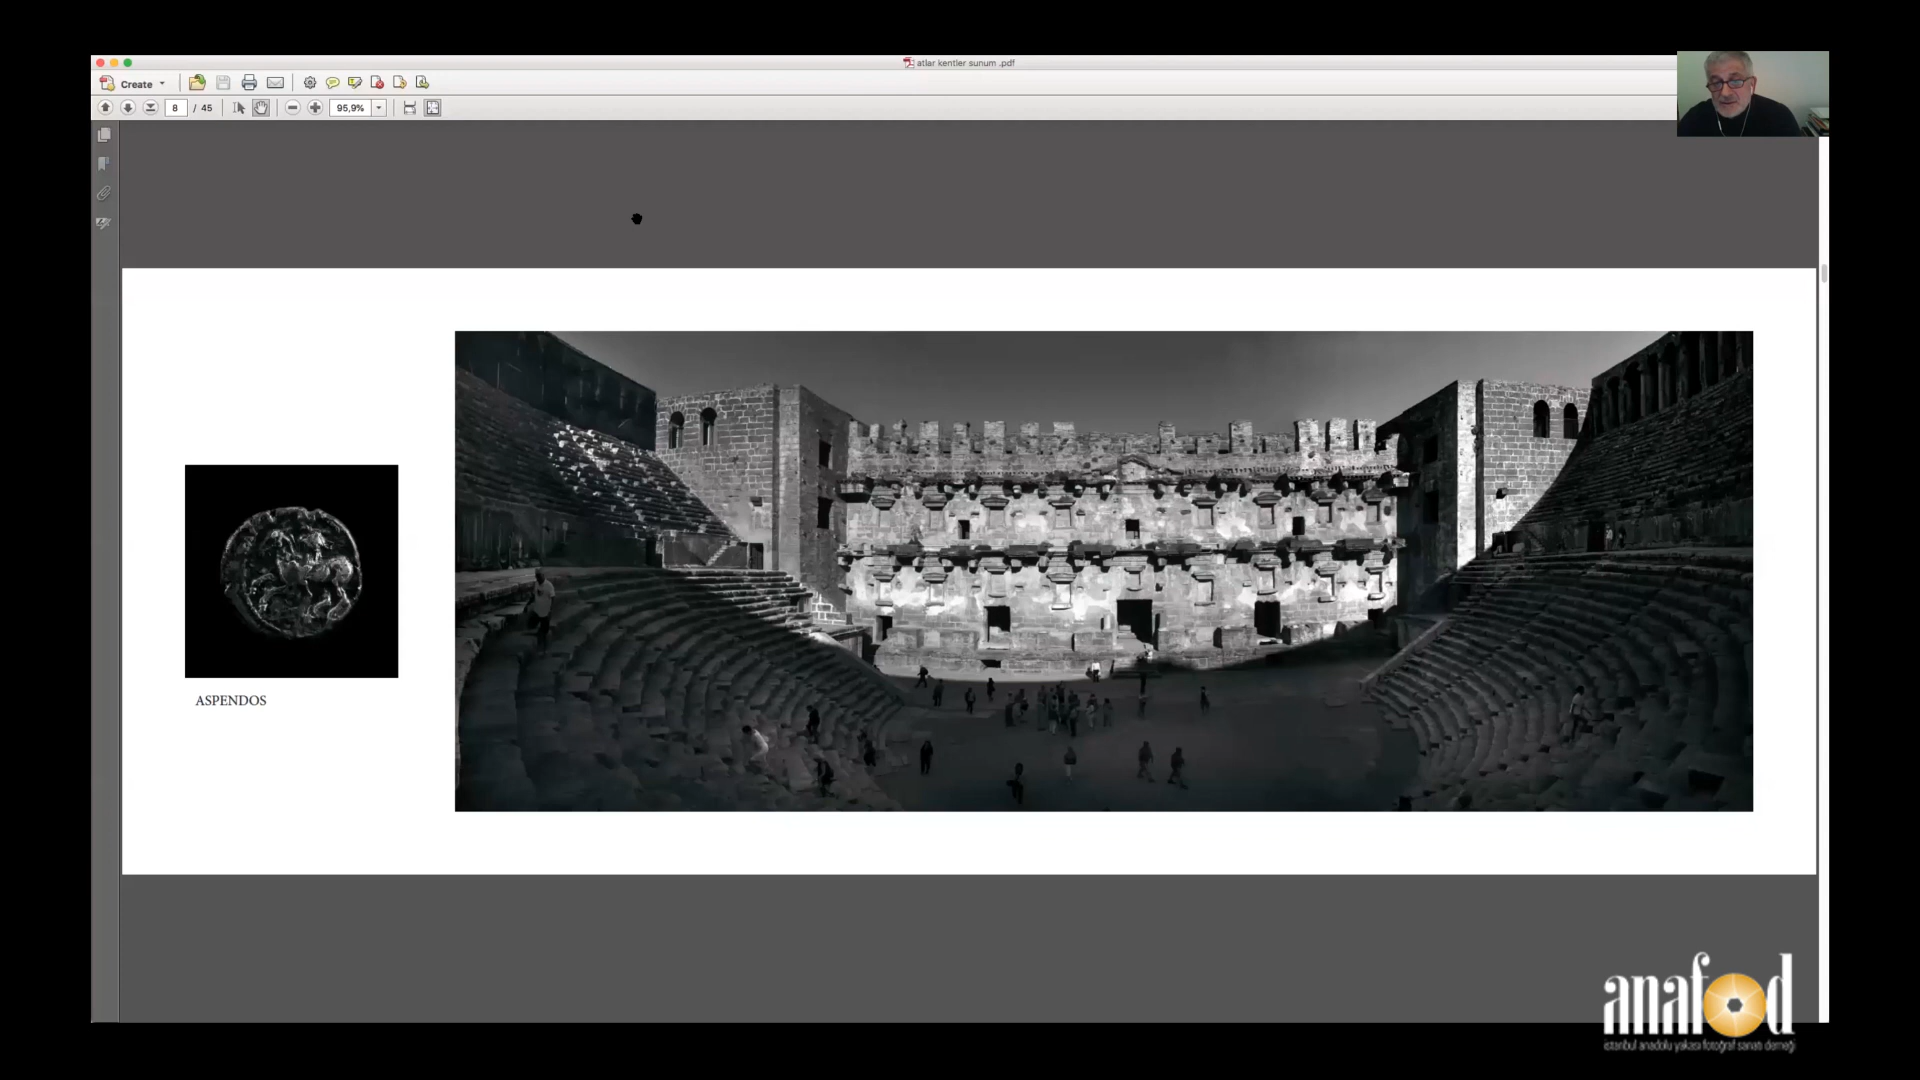 atlar kentler sunum .pdf
Create
8 / 45
95,9%
ASPENDOS
anafod
istanbul anadolu yakası fotoğraf sanatı derneği